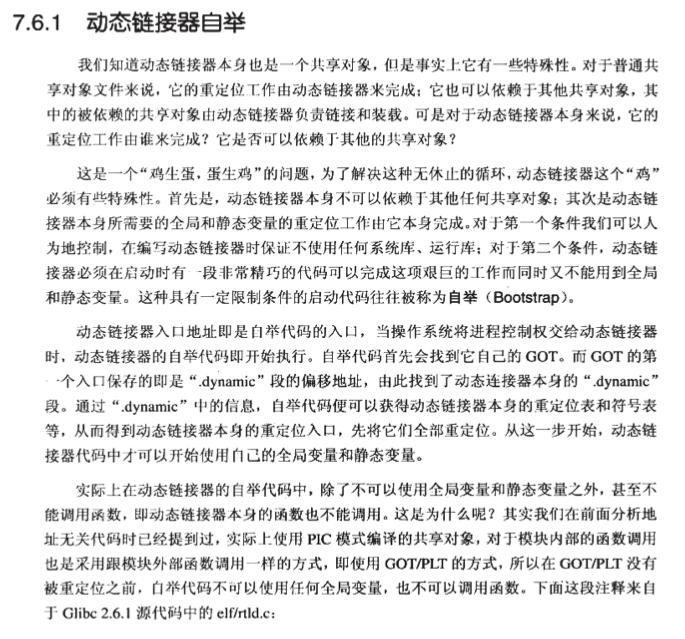 7.6.1 动态链接器自举
我们知道动态链接器本身也是一个共享对象，但是事实上它有一些特殊性。对于普通共
享对象文件来说，它的重定位工作由动态链接器来完成；它也可以依赖于其他共享对象，其
中的被依赖的共享对象由动态链接器负责链接和装载。可是对于动态链接器本身来说，它的
重定位工作由谁来完成？它是否可以依赖于其他的共享对象？
这是一个“鸡生蛋，蛋生鸡”的问题，为了解决这种无休止的循环，动态链接器这个“鸡”
必须有些特殊性。首先是，动态链接器本身不可以依赖于其他任何共享对象；其次是动态链
接器本身所需要的全局和静态变量的重定位工作由它本身完成。对于第一个条件我们可以人
为地控制，在编写动态链接器时保证不使用任何系统库、运行库；对于第二个条件，动态链
接器必须在启动时有一段非常精巧的代码可以完成这项艰巨的工作而同时又不能用到全局
和静态变量。这种具有一定限制条件的启动代码往往被称为自举（Bootstrap）。
动态链接器入口地址即是自举代码的入口，当操作系统将进程控制权交给动态链接器
时，动态链接器的自举代码即开始执行。自举代码首先会找到它自己的 GOT。而 GOT 的第
一个入口保存的即是“.dynamic”段的偏移地址，由此找到了动态连接器本身的“.dynamic”
段。通过“.dynamic”中的信息，自举代码便可以获得动态链接器本身的重定位表和符号表
等，从而得到动态链接器本身的重定位入口，先将它们全部重定位。从这一步开始，动态链
接器代码中才可以开始使用自己的全局变量和静态变量。
实际上在动态链接器的自举代码中，除了不可以使用全局变量和静态变量之外，甚至不
能调用函数，即动态链接器本身的函数也不能调用。这是为什么呢？其实我们在前面分析地
址无关代码时已经提到过，实际上使用 PIC 模式编译的共享对象，对于模块内部的函数调用
也是采用跟模块外部函数调用一样的方式，即使用 GOT/PLT 的方式，所以在 GOT/PLT 没有
被重定位之前，自举代码不可以使用任何全局变量，也不可以调用函数。下面这段注释来自
于 Glibc 2.6.1 源代码中的 elf/rtld.c：